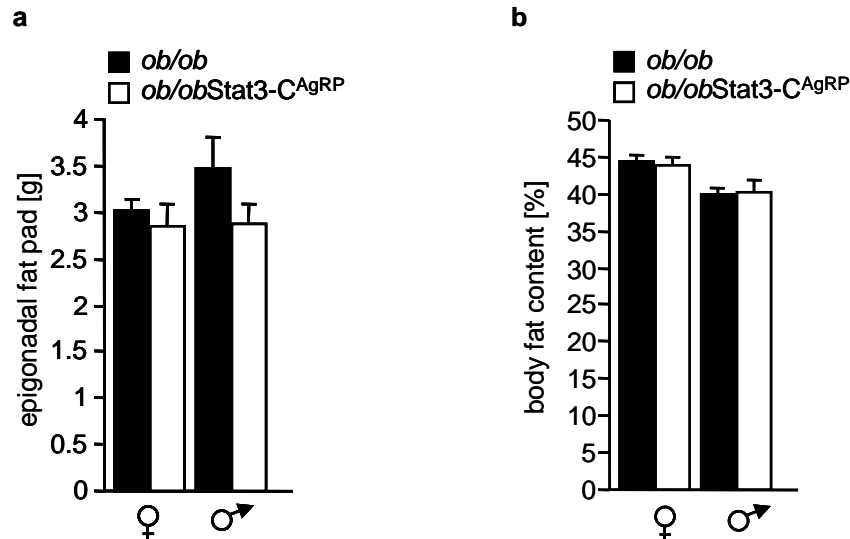 a
ob/ob
ob/obStat3-C^AgRP
epigonadal fat pad [g]
4
3.5
3
2.5
2
1.5
1
0.5
0
♀ ♂
b
ob/ob
ob/obStat3-C^AgRP
body fat content [%]
50
45
40
35
30
25
20
15
10
5
0
♀ ♂